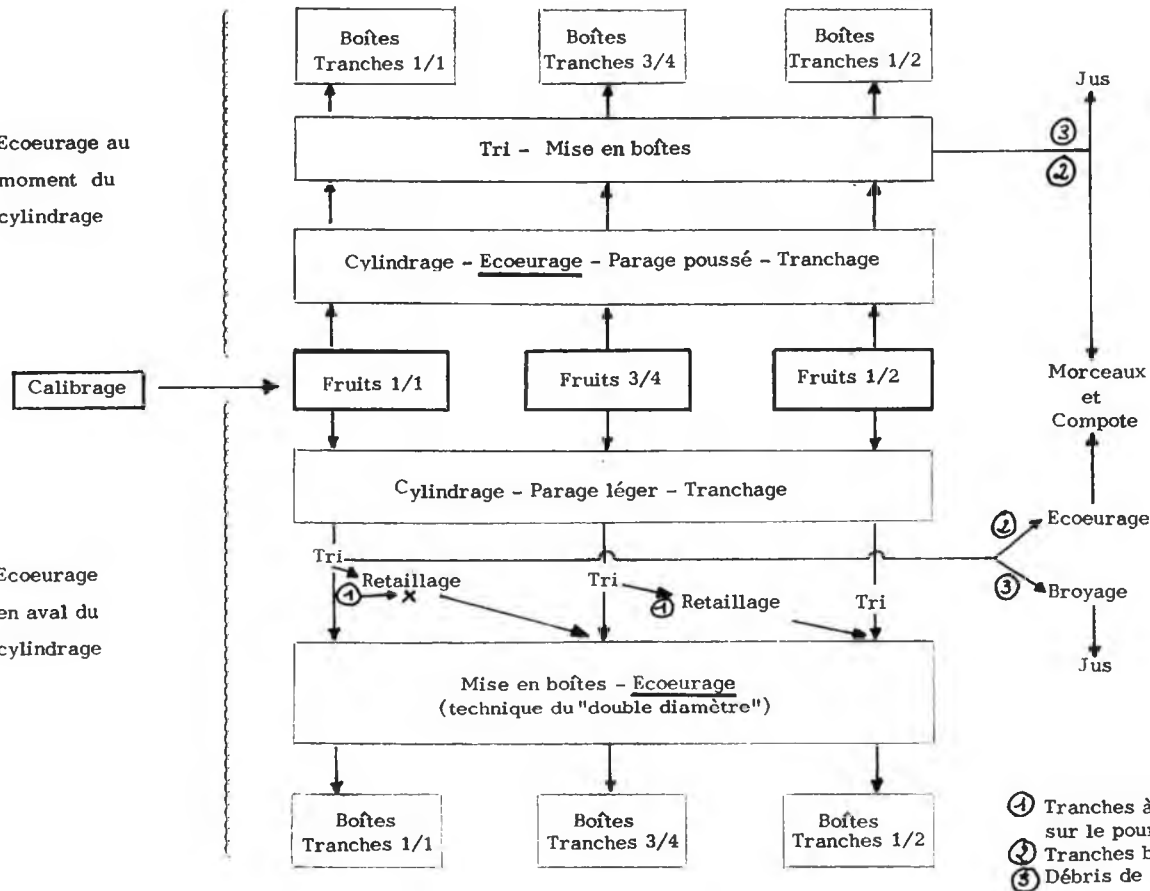 Boîtes
Tranches 1/1
Boîtes
Tranches 3/4
Boîtes
Tranches 1/2
Jus
Ecoeurage au
moment du
cylindrage
Tri - Mise en boîtes
③
②
Cylindrage - Ecoeurage - Parage poussé - Tranchage
Calibrage
Fruits 1/1
Fruits 3/4
Fruits 1/2
Morceaux
et
Compote
Cylindrage - Parage léger - Tranchage
Ecoeurage
en aval du
cylindrage
Tri
① Retaillage
Tri
① Retaillage
Tri
② Ecoeurage
③ Broyage
Jus
Mise en boîtes - Ecoeurage
(technique du "double diamètre")
Boîtes
Tranches 1/1
Boîtes
Tranches 3/4
Boîtes
Tranches 1/2
① Tranches à
sur le pour
② Tranches b
③ Débris de